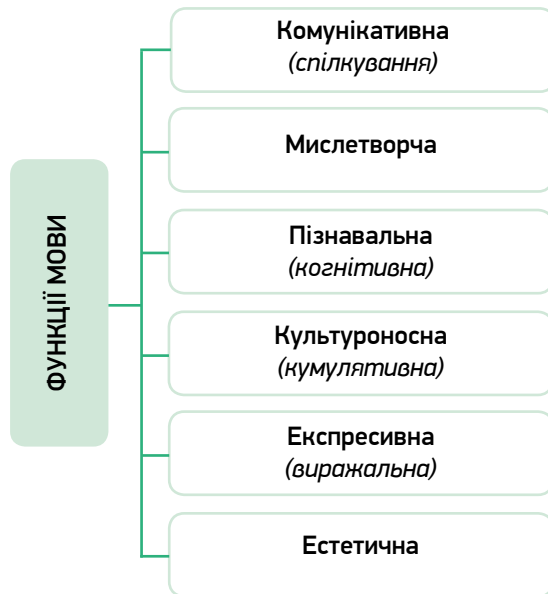 ФУНКЦІЇ МОВИ
Комунікативна
(спілкування)
Мислетворча
Пізнавальна
(когнітивна)
Культуроносна
(кумулятивна)
Експресивна
(виражальна)
Естетична